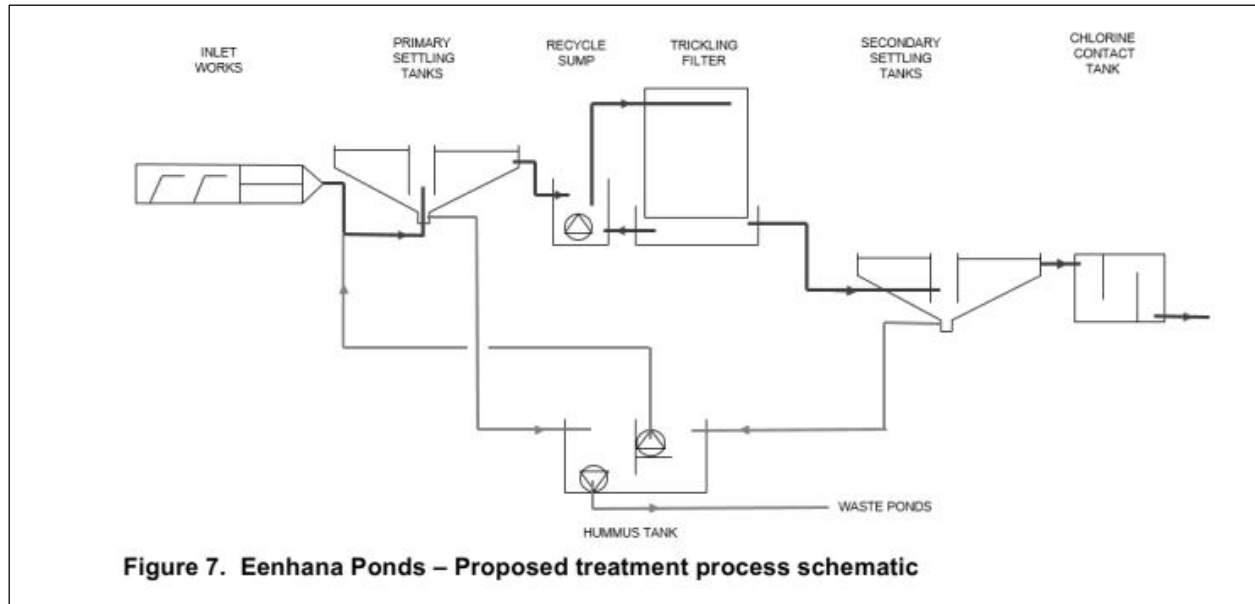 INLET
WORKS
PRIMARY
SETTLING
TANKS
RECYCLE
SUMP
TRICKLING
FILTER
SECONDARY
SETTLING
TANKS
CHLORINE
CONTACT
TANK
WASTE PONDS
HUMMUS TANK
Figure 7. Eenhana Ponds – Proposed treatment process schematic